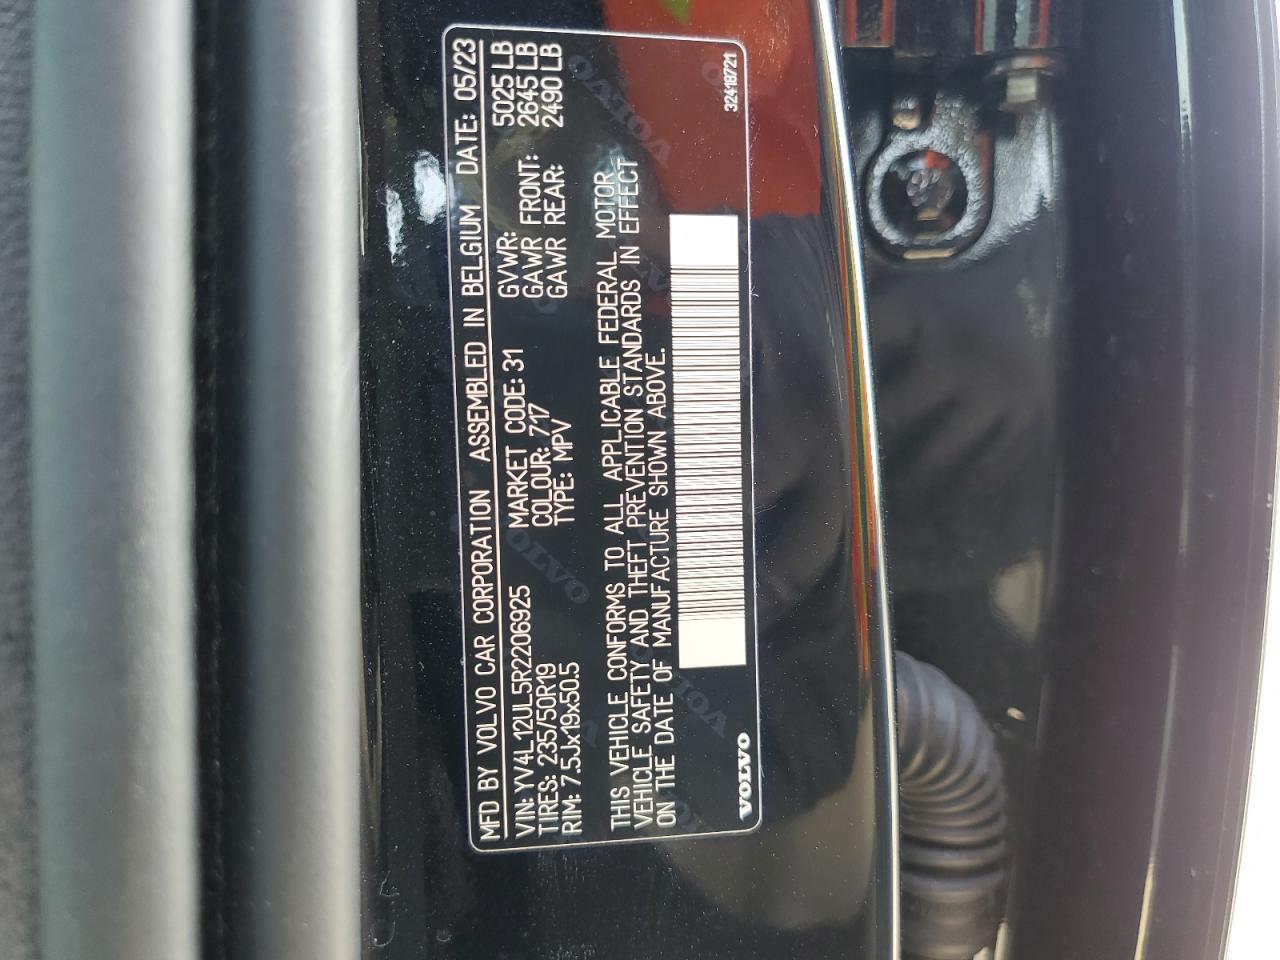 MFD BY VOLVO CAR CORPORATION ASSEMBLED IN BELGIUM DATE: 05/23
VIN: YV4L12UL5R2206925 MARKET CODE: 31 GVWR: 5025 LB
TIRES: 235/50R19 COLOUR: 717 GAWR FRONT: 2645 LB
RIM: 7.5Jx19x50.5 TYPE: MPV GAWR REAR: 2490 LB
THIS VEHICLE CONFORMS TO ALL APPLICABLE FEDERAL MOTOR
VEHICLE SAFETY AND THEFT PREVENTION STANDARDS IN EFFECT
ON THE DATE OF MANUFACTURE SHOWN ABOVE.
VOLVO 32418721